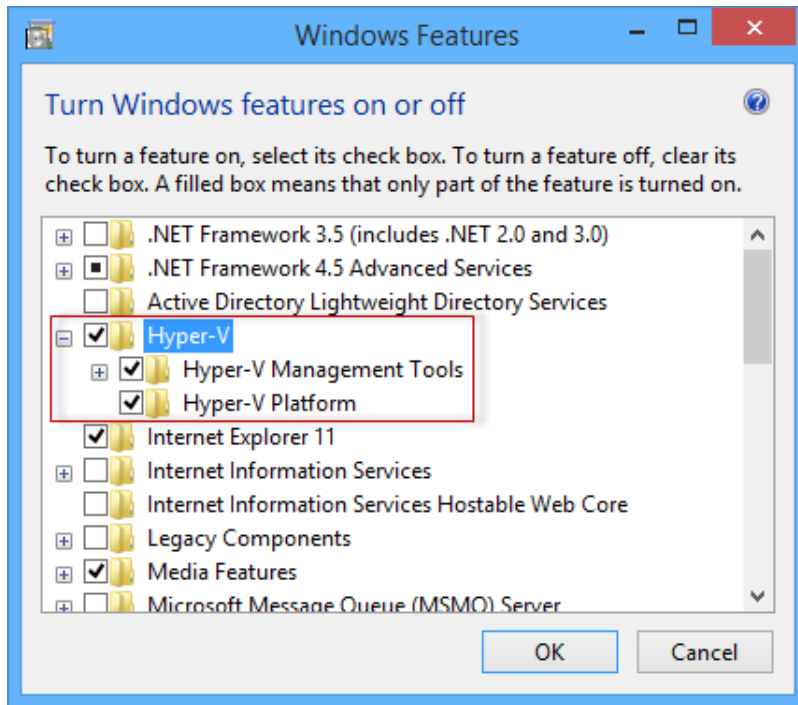 Windows Features
Turn Windows features on or off
To turn a feature on, select its check box. To turn a feature off, clear its
check box. A filled box means that only part of the feature is turned on.
.NET Framework 3.5 (includes .NET 2.0 and 3.0)
.NET Framework 4.5 Advanced Services
Active Directory Lightweight Directory Services
Hyper-V
Hyper-V Management Tools
Hyper-V Platform
Internet Explorer 11
Internet Information Services
Internet Information Services Hostable Web Core
Legacy Components
Media Features
Microsoft Message Queue (MSMQ) Server
OK
Cancel